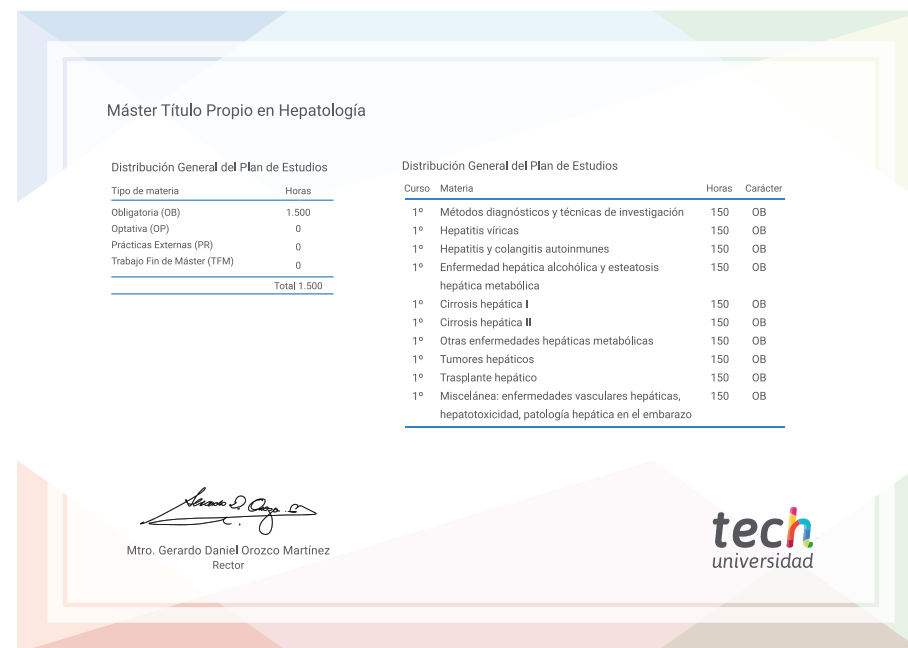 Máster Título Propio en Hepatología
Distribución General del Plan de Estudios
Tipo de materia Horas
Obligatoria (OB) 1.500
Optativa (OP) 0
Prácticas Externas (PR) 0
Trabajo Fin de Máster (TFM) 0
Total 1.500
Distribución General del Plan de Estudios
Curso Materia Horas Carácter
1º Métodos diagnósticos y técnicas de investigación 150 OB
1º Hepatitis víricas 150 OB
1º Hepatitis y colangitis autoinmunes 150 OB
1º Enfermedad hepática alcohólica y esteatosis 150 OB
hepática metabólica
1º Cirrosis hepática I 150 OB
1º Cirrosis hepática II 150 OB
1º Otras enfermedades hepáticas metabólicas 150 OB
1º Tumores hepáticos 150 OB
1º Trasplante hepático 150 OB
1º Miscelánea: enfermedades vasculares hepáticas, 150 OB
hepatotoxicidad, patología hepática en el embarazo
Mtro. Gerardo Daniel Orozco Martínez
Rector
tech
universidad